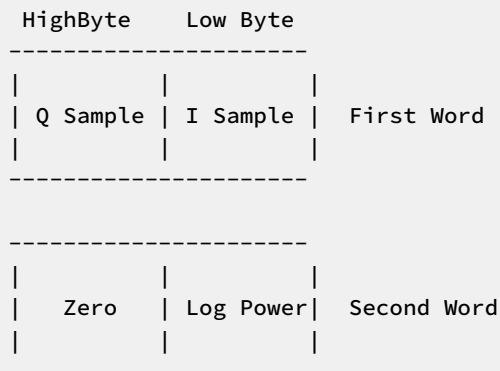 HighByte Low Byte
Q Sample I Sample First Word
Zero Log Power Second Word